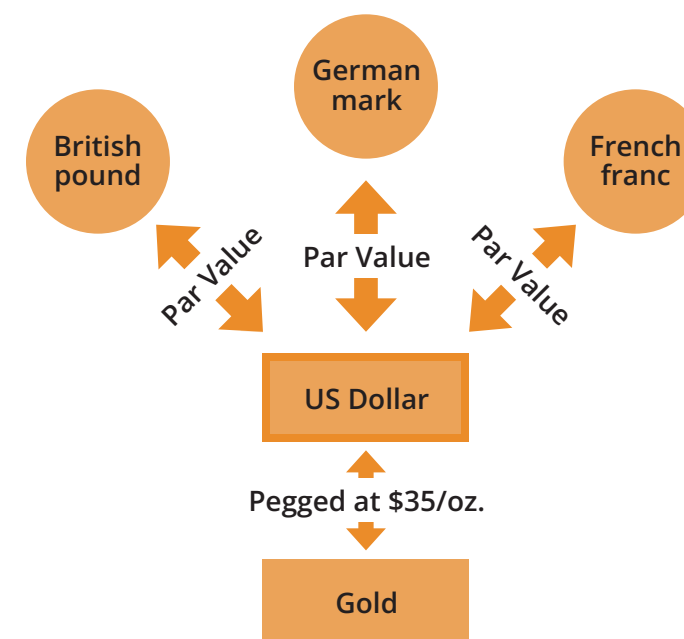 German
mark
British
pound
French
franc
Par Value
Par Value
Par Value
US Dollar
Pegged at $35/oz.
Gold